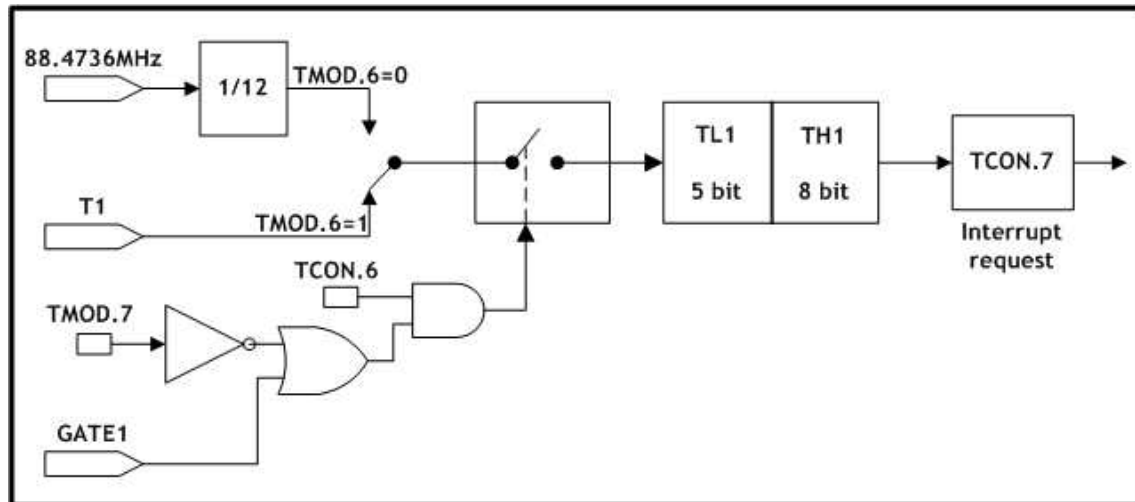 88.4736MHz
1/12
TMOD.6=0
T1
TMOD.6=1
TL1
5 bit
TH1
8 bit
TCON.7
Interrupt
request
TCON.6
TMOD.7
GATE1